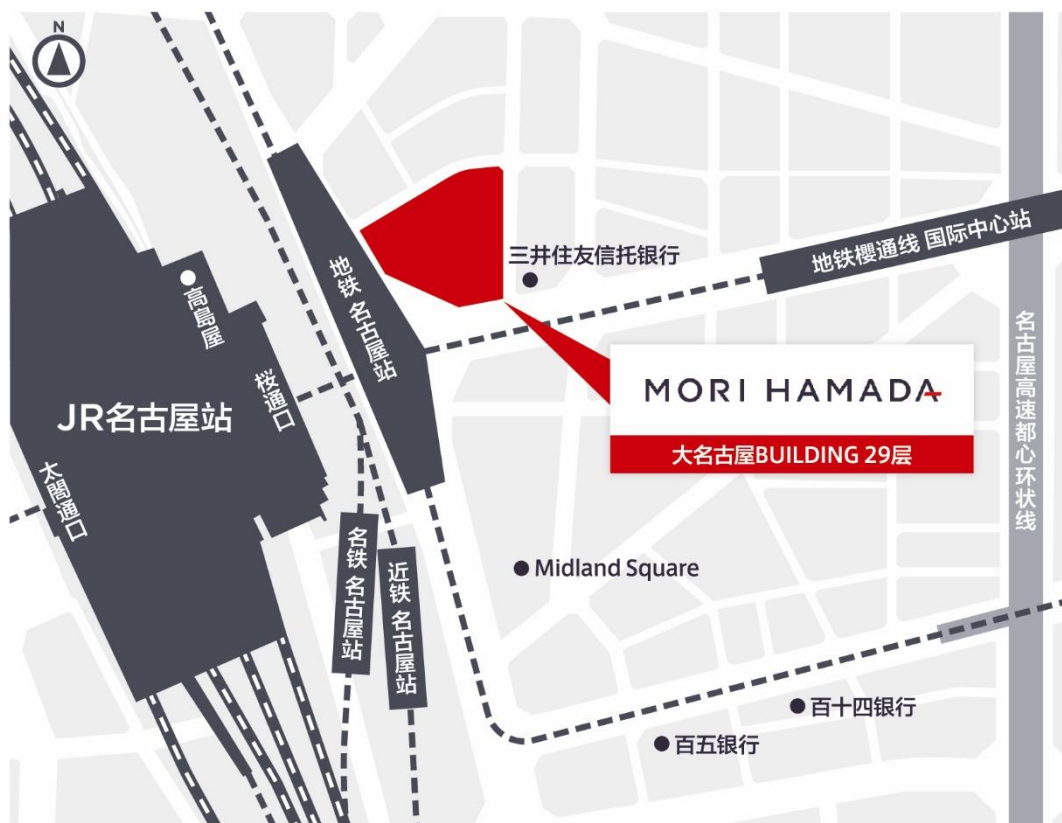 N
三井住友信托银行
地铁樱通线 国际中心站
地铁 名古屋站
高島屋
桜通口
JR名古屋站
太閤通口
MORI HAMADA
大名古屋BUILDING 29层
名古屋高速都心环状线
名铁 名古屋站
近铁 名古屋站
Midland Square
百十四银行
百五银行